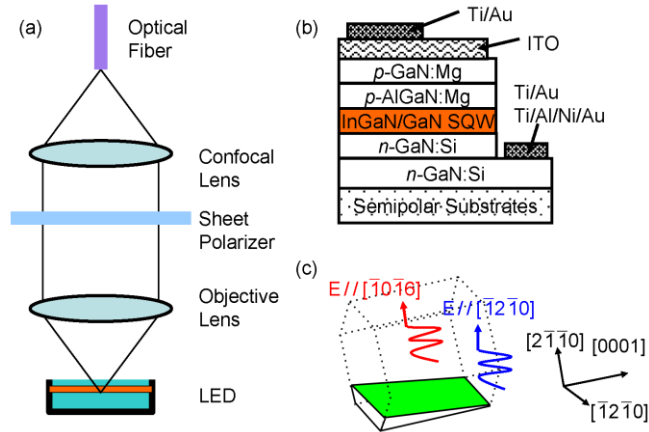 (a)
Optical
Fiber
Confocal
Lens
Sheet
Polarizer
Objective
Lens
LED
(b)
Ti/Au
ITO
p-GaN:Mg
p-AlGaN:Mg
InGaN/GaN SQW
n-GaN:Si
n-GaN:Si
Semipolar Substrates
Ti/Au
Ti/Al/Ni/Au
(c)
E//[1̅01̅6]
E//[1̅21̅0]
[21̅1̅0]
[0001]
[1̅21̅0]